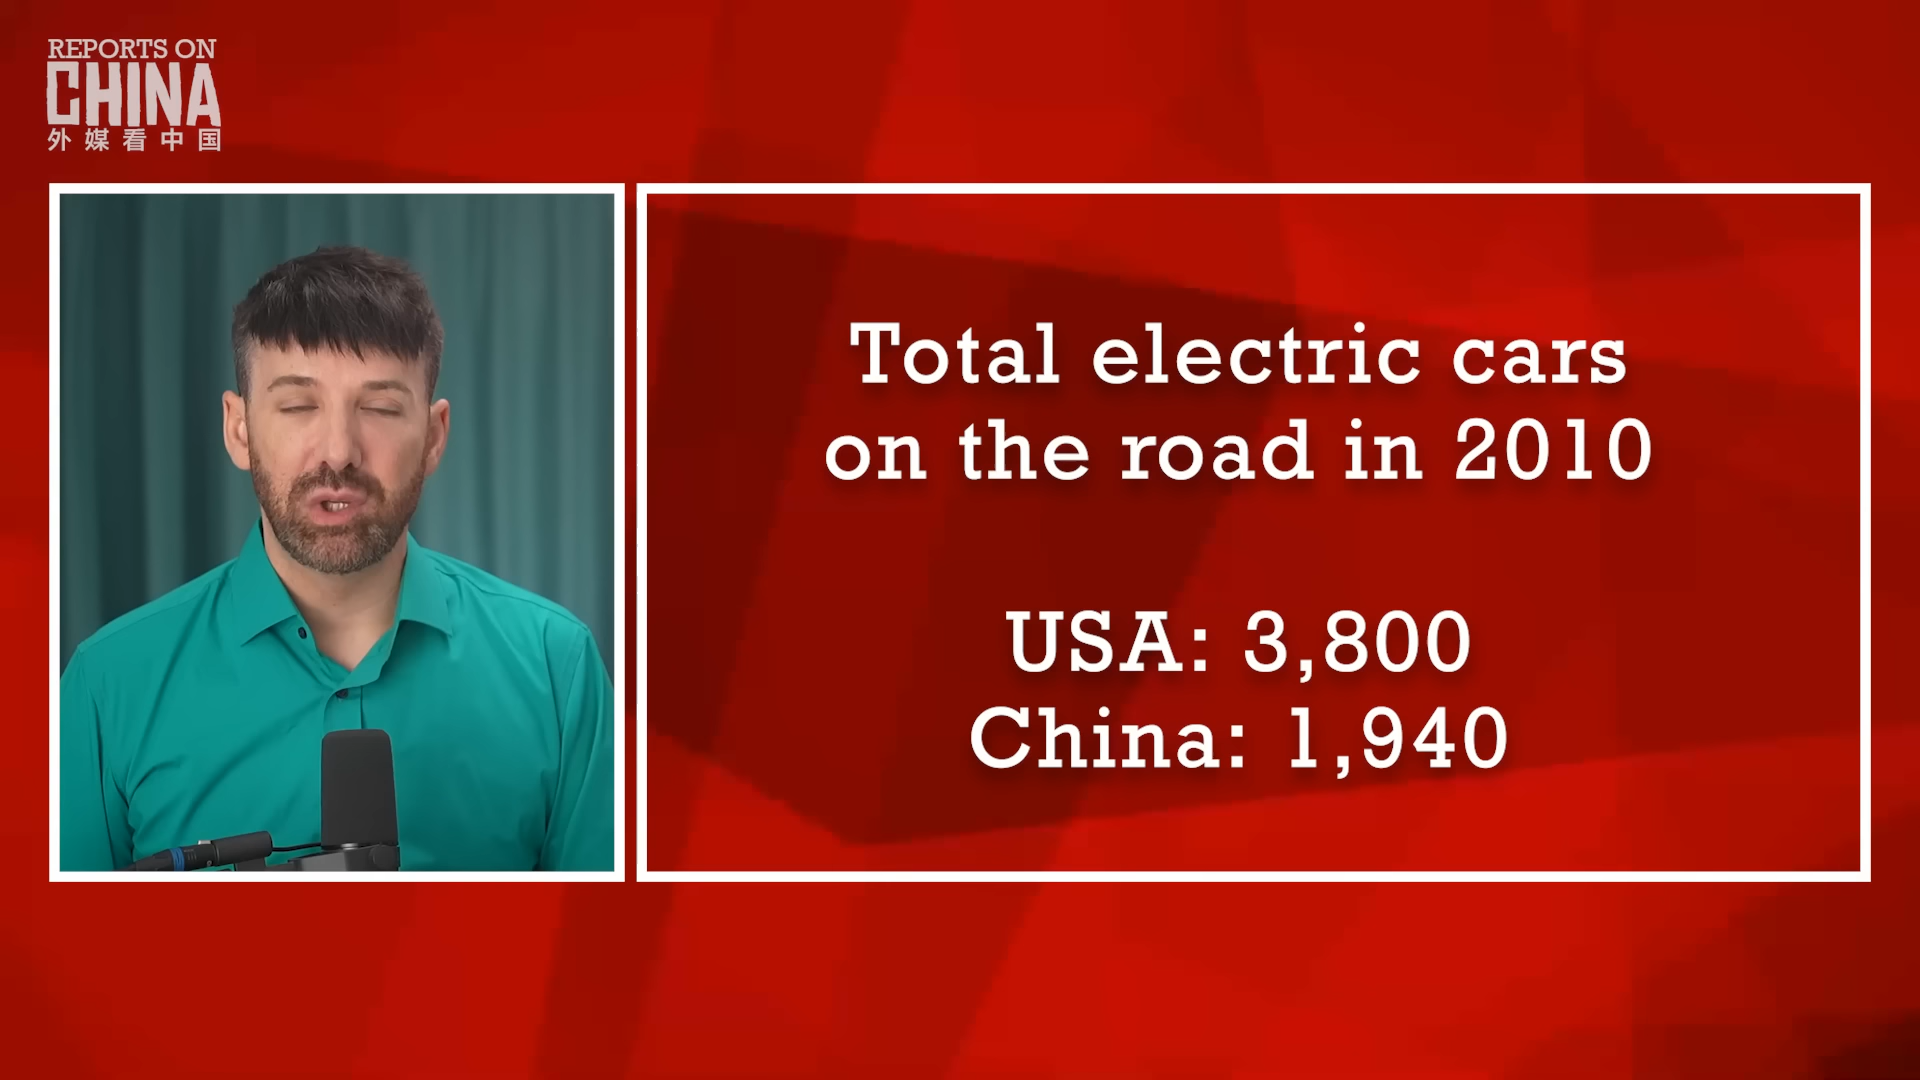 REPORTS ON
CHINA
外媒看中国
Total electric cars
on the road in 2010
USA: 3,800
China: 1,940